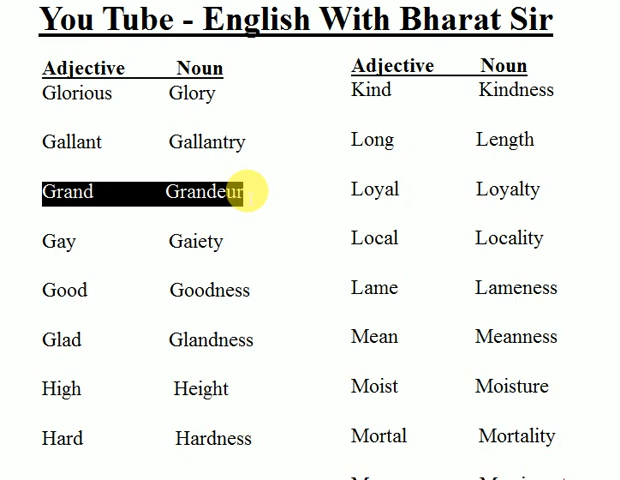 You Tube - English With Bharat Sir
Adjective Noun
Glorious Glory
Gallant Gallantry
Grand Grandeur
Gay Gaiety
Good Goodness
Glad Glandness
High Height
Hard Hardness
Adjective Noun
Kind Kindness
Long Length
Loyal Loyalty
Local Locality
Lame Lameness
Mean Meanness
Moist Moisture
Mortal Mortality